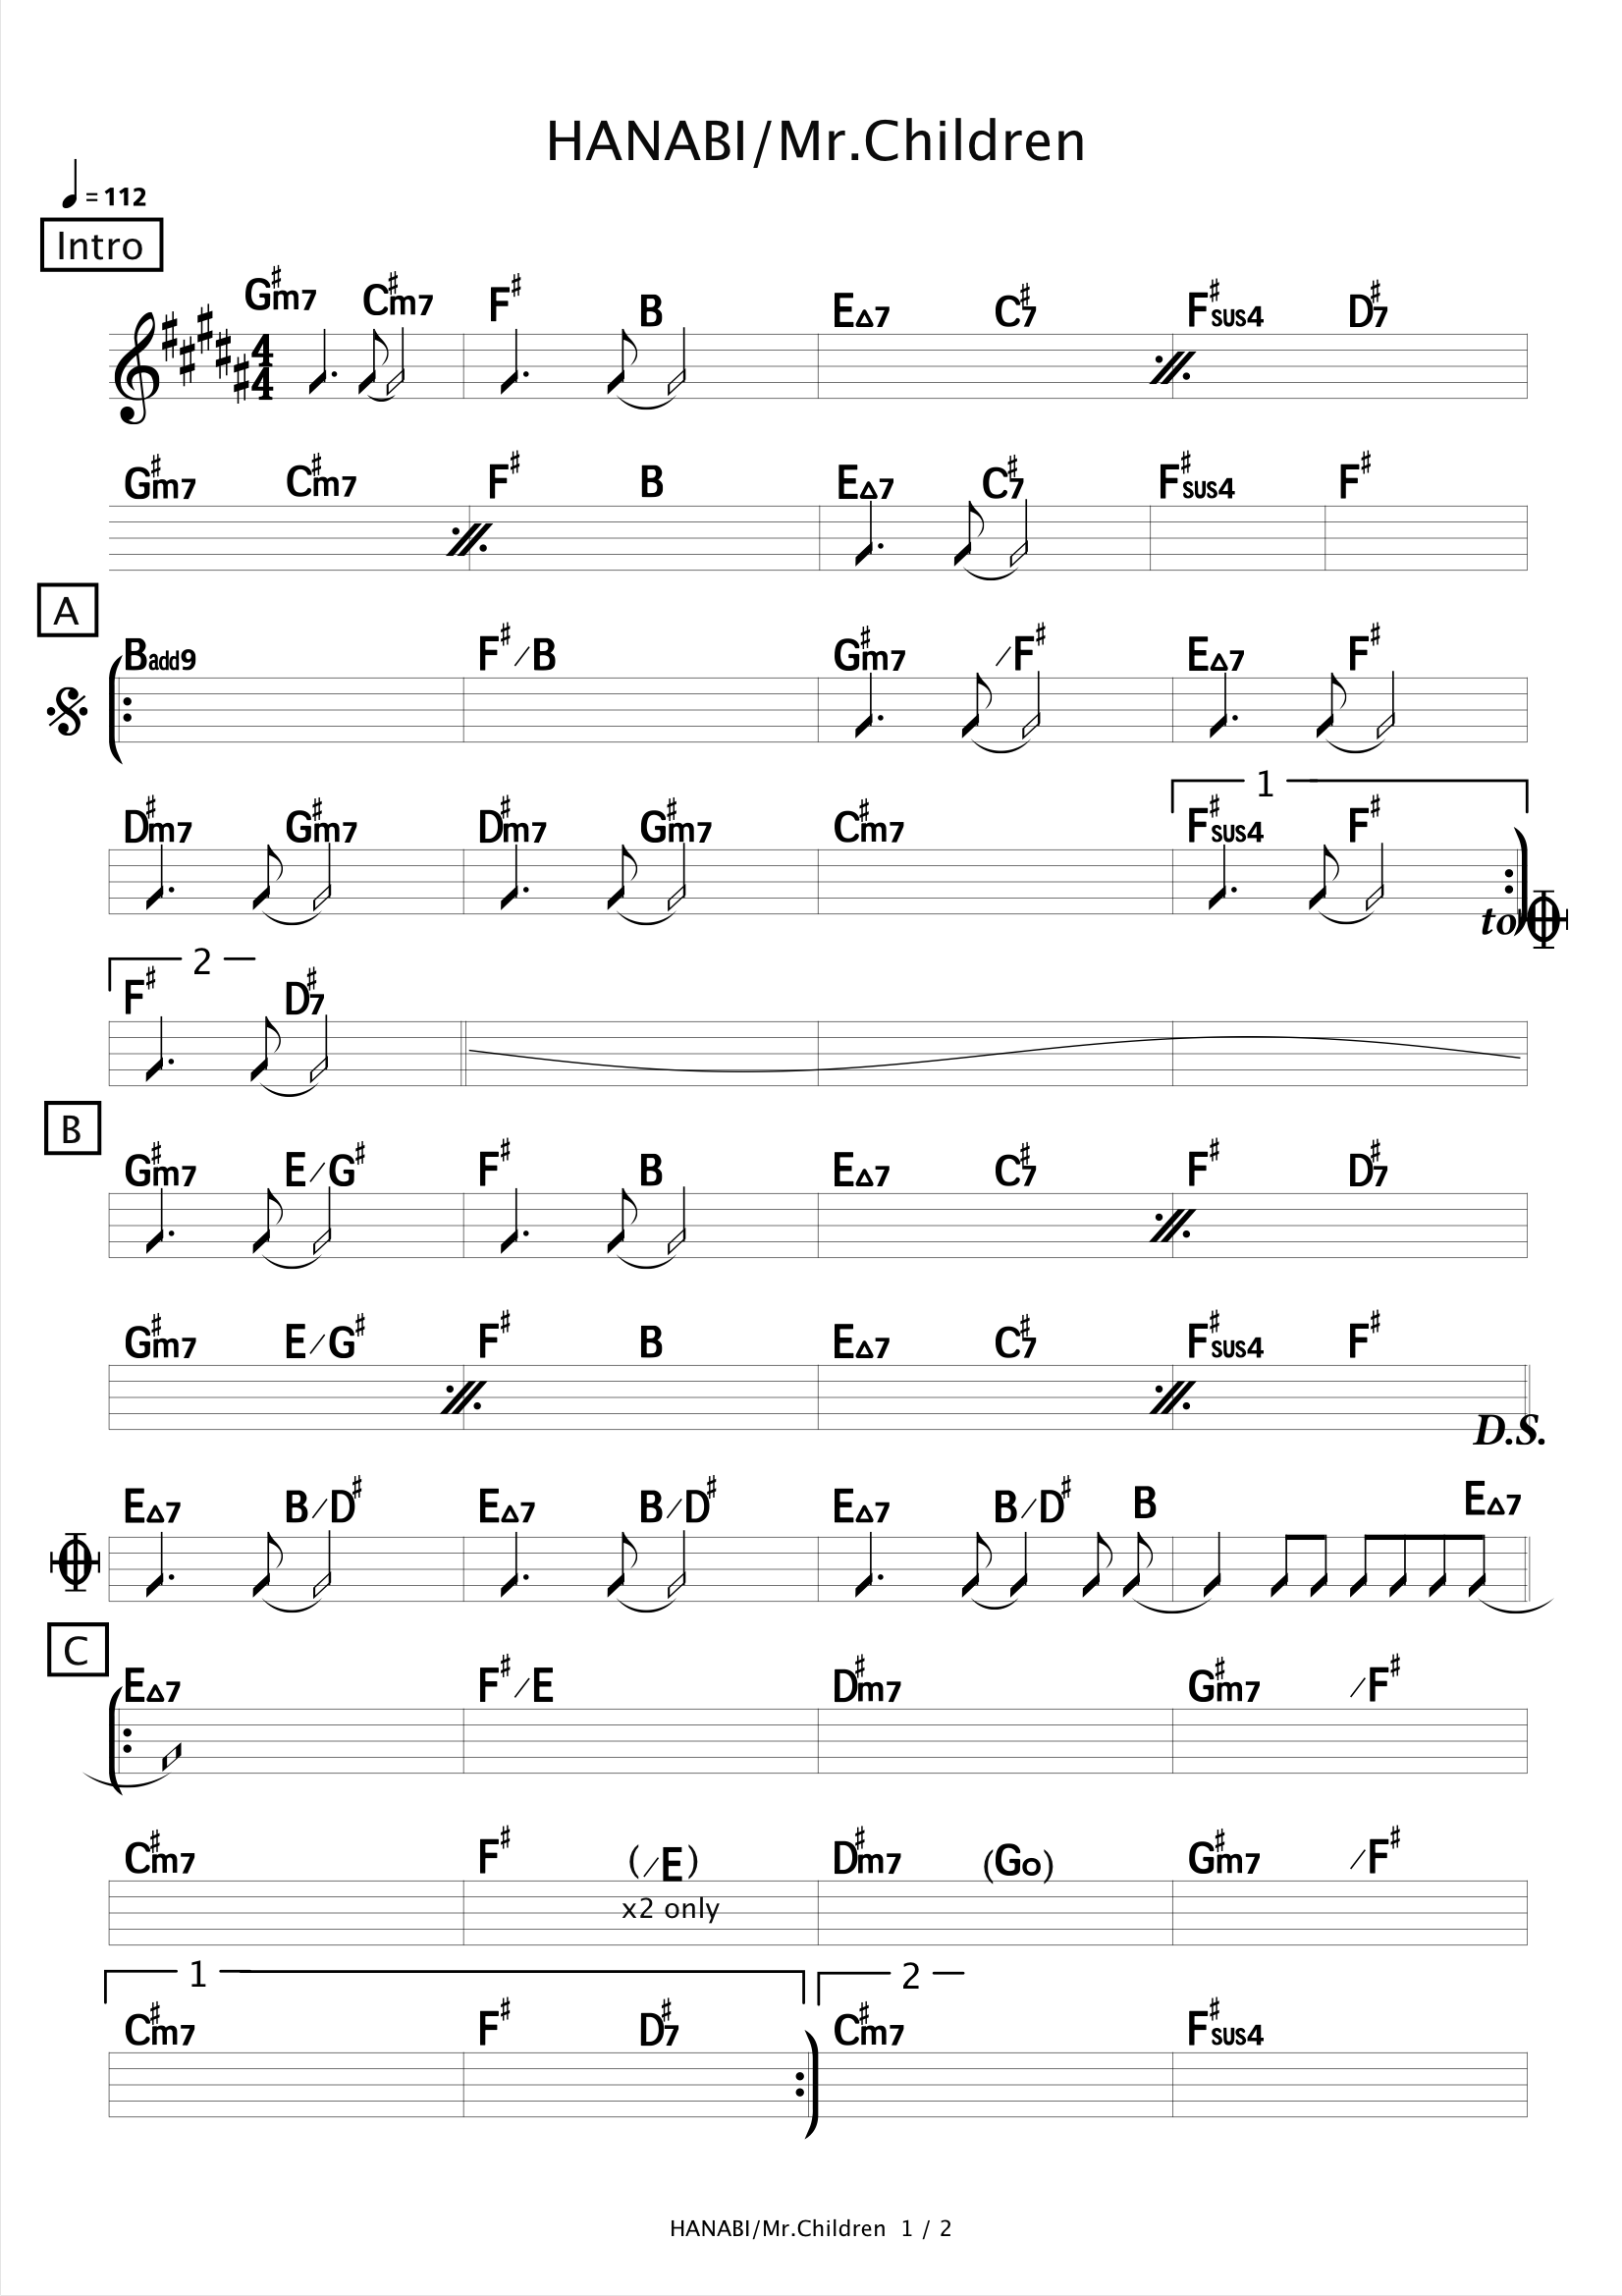 HANABI/Mr.Children
♩ = 112
Intro
G♯m7 C♯m7 F♯ B E△7 C♯7 F♯sus4 D♯7
4
4
G♯m7 C♯m7 F♯ B E△7 C♯7 F♯sus4 F♯
A
Badd9 F♯/B G♯m7 /F♯ E△7 F♯
1
D♯m7 G♯m7 D♯m7 G♯m7 C♯m7 F♯sus4 F♯
to
2
F♯ D♯7
B
G♯m7 E/G♯ F♯ B E△7 C♯7 F♯ D♯7
G♯m7 E/G♯ F♯ B E△7 C♯7 F♯sus4 F♯
D.S.
E△7 B/D♯ E△7 B/D♯ E△7 B/D♯ B E△7
C
E△7 F♯/E D♯m7 G♯m7 /F♯
C♯m7 F♯ (/E) D♯m7 (Go) G♯m7 /F♯
x2 only
1 2
C♯m7 F♯ D♯7 C♯m7 F♯sus4
HANABI/Mr.Children 1 / 2